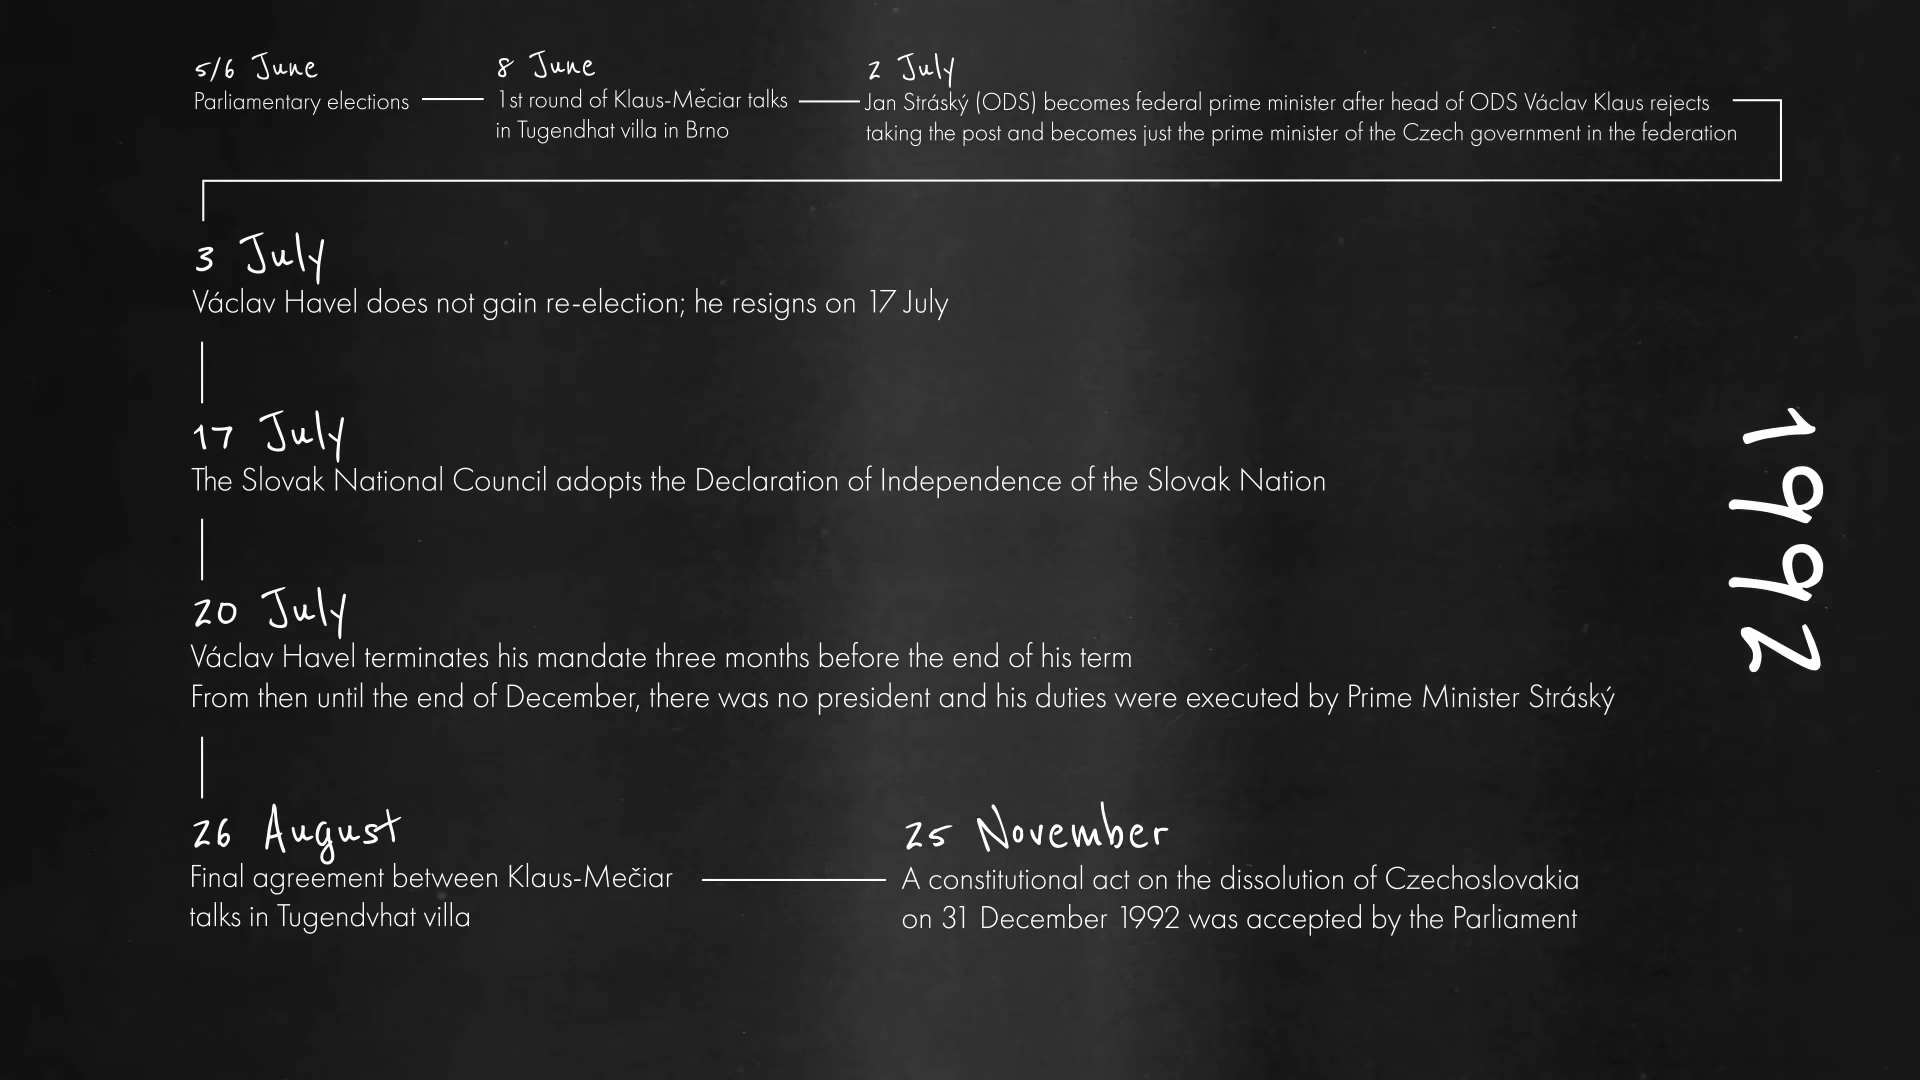 5/6 June
Parliamentary elections
8 June
1st round of Klaus-Měčiar talks
in Tugendhat villa in Brno
2 July
Jan Stráský (ODS) becomes federal prime minister after head of ODS Václav Klaus rejects
taking the post and becomes just the prime minister of the Czech government in the federation
3 July
Václav Havel does not gain re-election; he resigns on 17 July
17 July
The Slovak National Council adopts the Declaration of Independence of the Slovak Nation
20 July
Václav Havel terminates his mandate three months before the end of his term
From then until the end of December, there was no president and his duties were executed by Prime Minister Stráský
26 August
Final agreement between Klaus-Mečiar
talks in Tugendvhat villa
25 November
A constitutional act on the dissolution of Czechoslovakia
on 31 December 1992 was accepted by the Parliament
1992